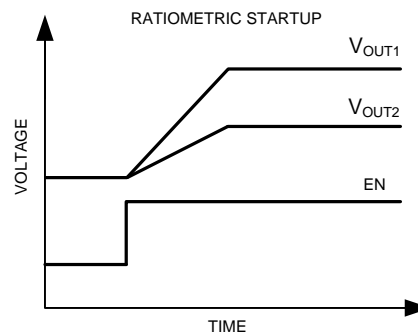 RATIOMETRIC STARTUP
VOUT1
VOUT2
EN
VOLTAGE
TIME